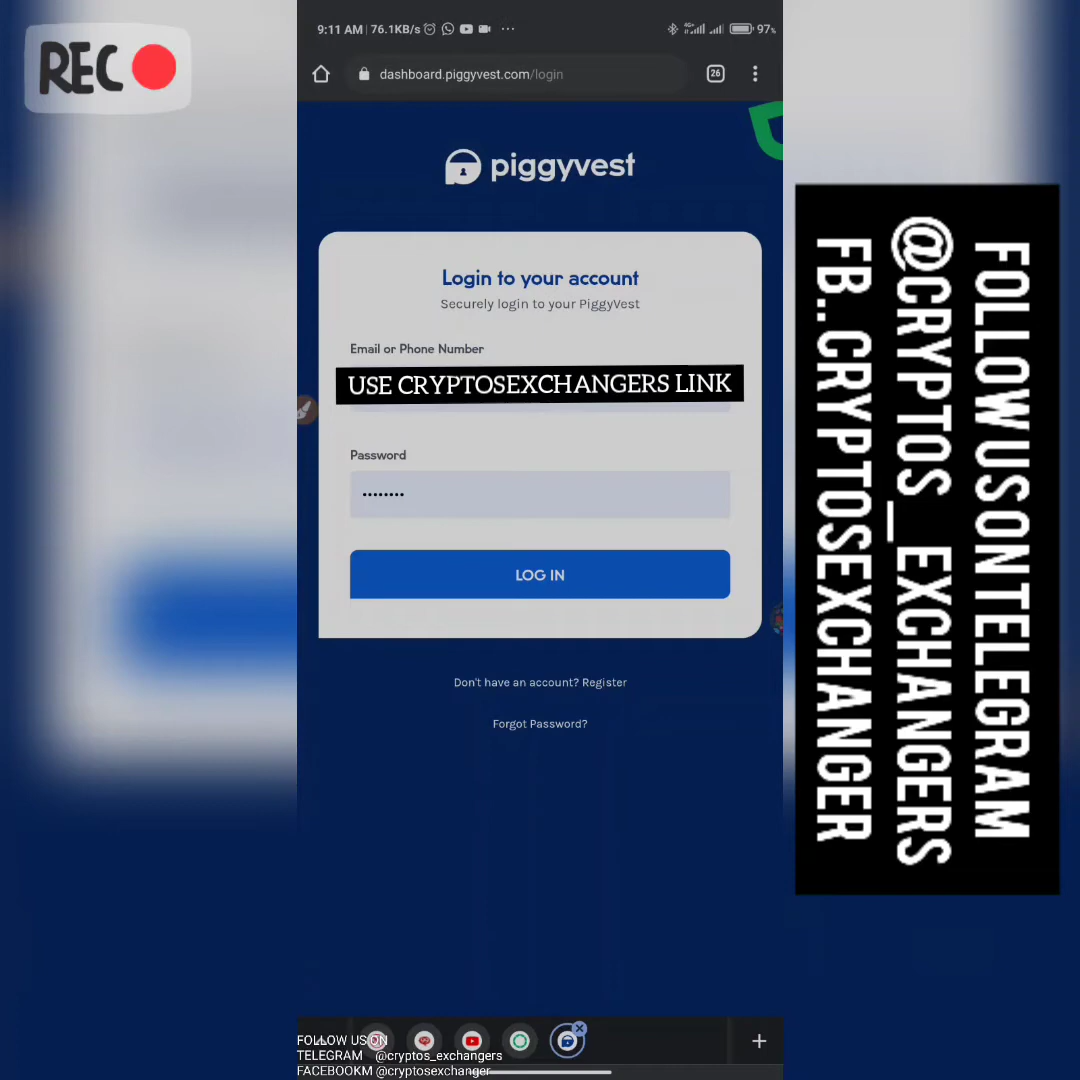 REC
9:11 AM | 76.1KB/s
4G
97%
dashboard.piggyvest.com/login
26
piggyvest
Login to your account
Securely login to your PiggyVest
Email or Phone Number
USE CRYPTOSEXCHANGERS LINK
Password
••••••••
LOG IN
Don't have an account? Register
Forgot Password?
FOLLOW US ON TELEGRAM
@CRYPTOS_EXCHANGERS
FB.. CRYPTOSEXCHANGER
FOLLOW US ON
TELEGRAM @cryptos_exchangers
FACEBOOKM @cryptosexchanger